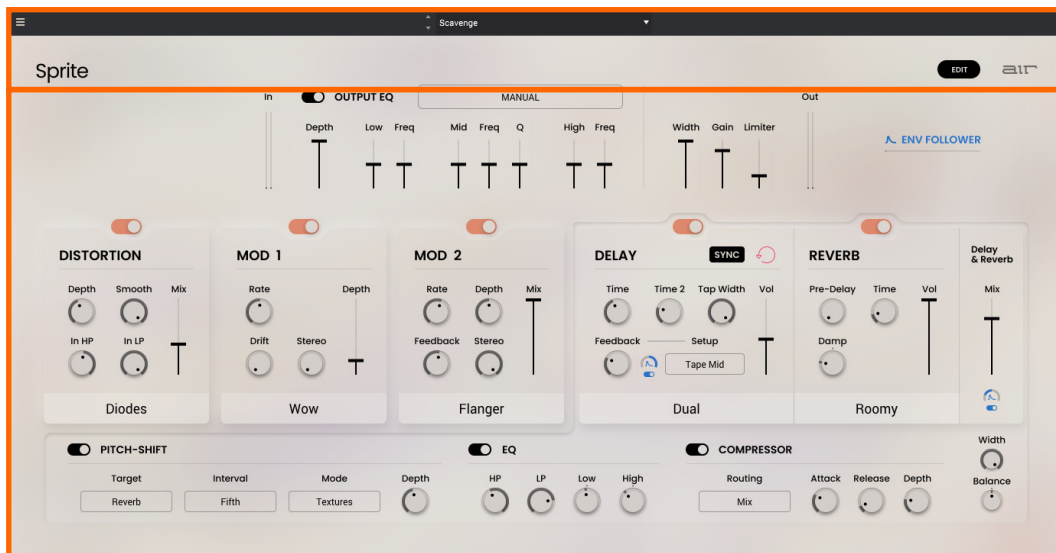 Scavenge
Sprite
EDIT
air
In
OUTPUT EQ
MANUAL
Out
Depth Low Freq Mid Freq Q High Freq Width Gain Limiter
ENV FOLLOWER
DISTORTION
Depth Smooth Mix
In HP In LP
Diodes
MOD 1
Rate Depth
Drift Stereo
Wow
MOD 2
Rate Depth Mix
Feedback Stereo
Flanger
DELAY
SYNC
Time Time 2 Tap Width Vol
Feedback Setup
Tape Mid
Dual
REVERB
Pre-Delay Time Vol
Damp
Roomy
Delay
& Reverb
Mix
PITCH-SHIFT
Target Interval Mode Depth
Reverb Fifth Textures
EQ
HP LP Low High
COMPRESSOR
Routing Attack Release Depth
Mix
Width
Balance